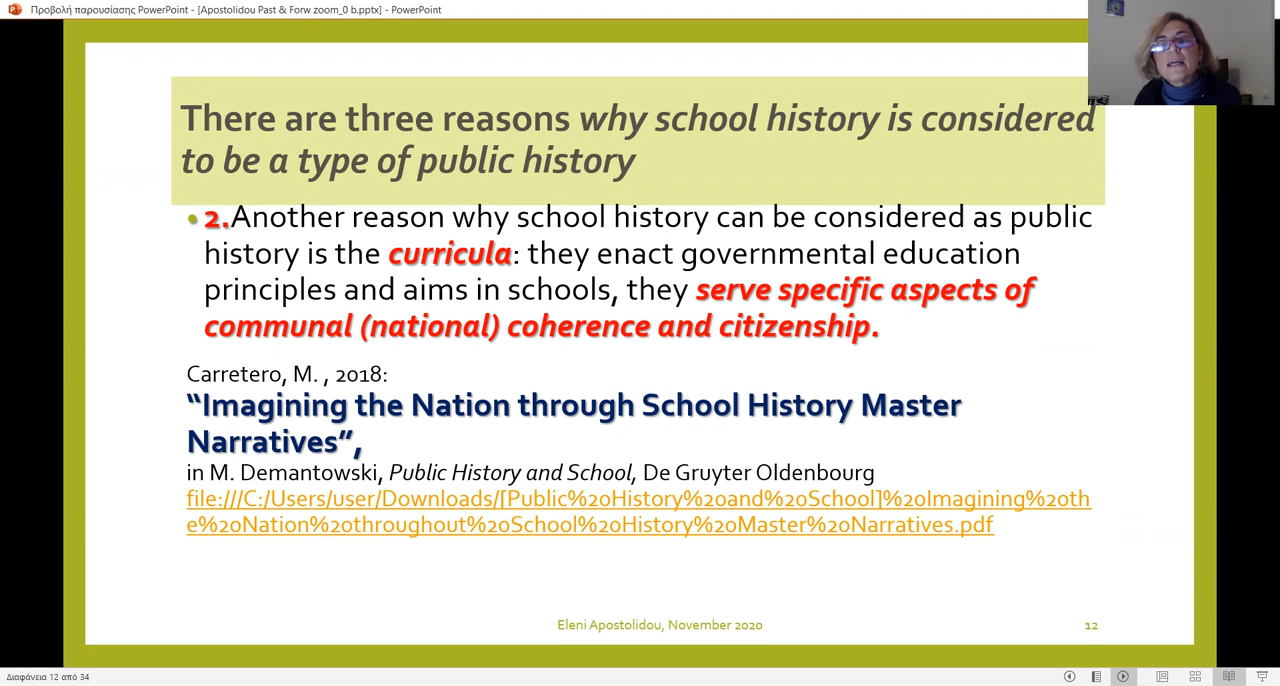 Προβολή παρουσίασης PowerPoint - [Apostolidou Past & Forw zoom_0 b.pptx] - PowerPoint
There are three reasons why school history is considered
to be a type of public history
• 2.Another reason why school history can be considered as public
history is the curricula: they enact governmental education
principles and aims in schools, they serve specific aspects of
communal (national) coherence and citizenship.
Carretero, M. , 2018:
“Imagining the Nation through School History Master
Narratives”,
in M. Demantowski, Public History and School, De Gruyter Oldenbourg
file:///C:/Users/user/Downloads/[Public%20History%20and%20School]%20Imagining%20th
e%20Nation%20throughout%20School%20History%20Master%20Narratives.pdf
Eleni Apostolidou, November 2020
12
Διαφάνεια 12 από 34